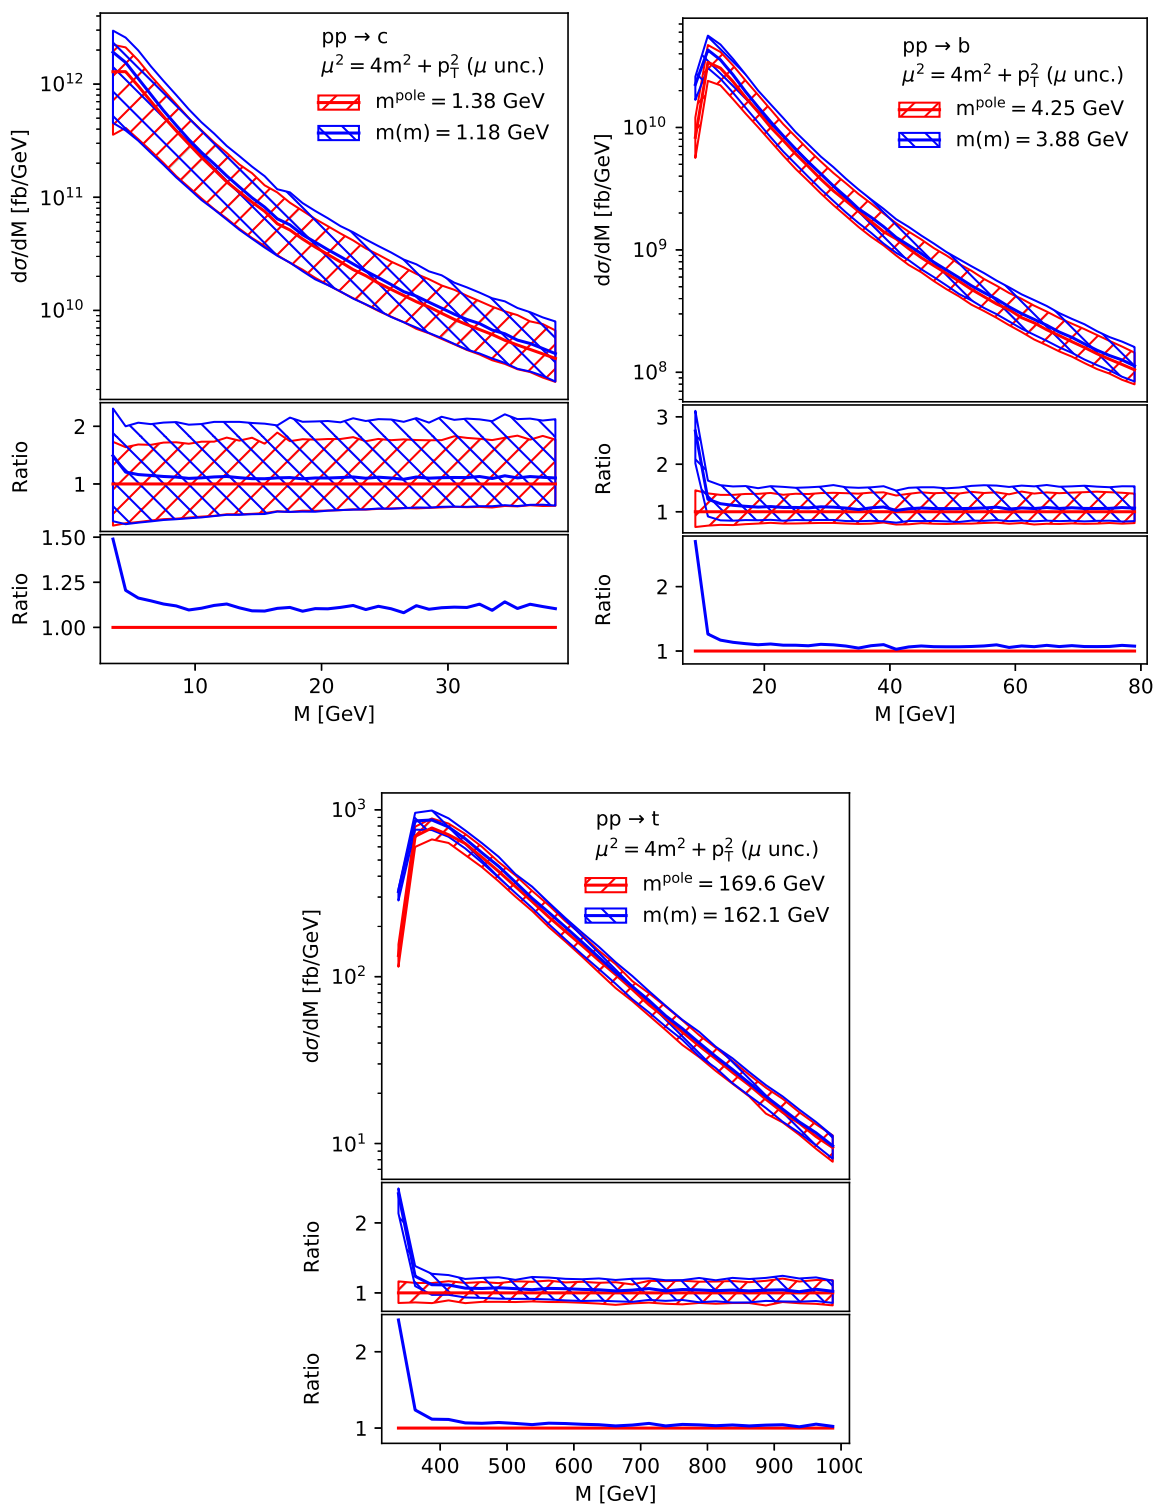 pp → c
μ² = 4m² + p_T² (μ unc.)
m^pole = 1.38 GeV
m(m) = 1.18 GeV
dσ/dM [fb/GeV]
10¹²
10¹¹
10¹⁰
Ratio
2
1
Ratio
1.50
1.25
1.00
10 20 30
M [GeV]
pp → b
μ² = 4m² + p_T² (μ unc.)
m^pole = 4.25 GeV
m(m) = 3.88 GeV
dσ/dM [fb/GeV]
10¹⁰
10⁹
10⁸
Ratio
3
2
1
Ratio
2
1
20 40 60 80
M [GeV]
pp → t
μ² = 4m² + p_T² (μ unc.)
m^pole = 169.6 GeV
m(m) = 162.1 GeV
dσ/dM [fb/GeV]
10³
10²
10¹
Ratio
2
1
Ratio
2
1
400 500 600 700 800 900 1000
M [GeV]